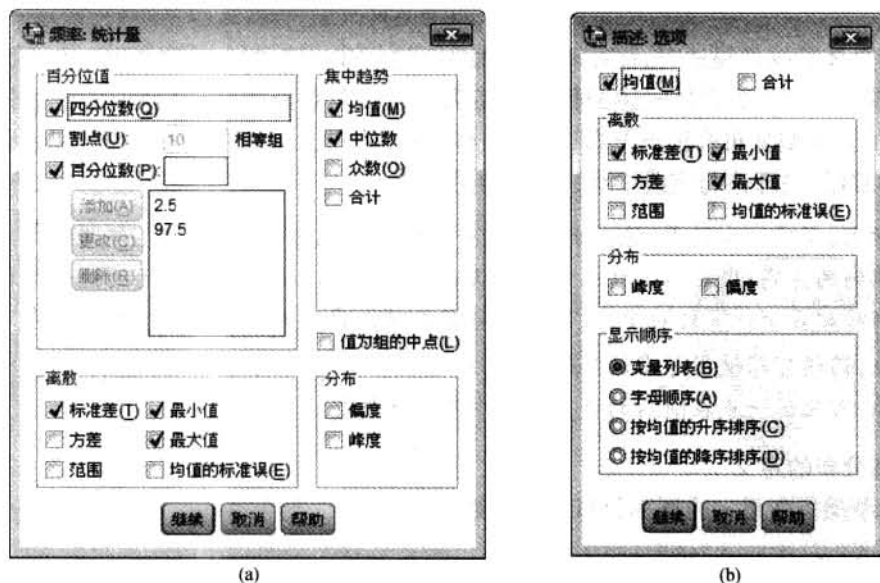 频率: 统计量
百分位值
四分位数(Q)
割点(U): 10 相等组
百分位数(P):
添加(A)
更改(C)
删除(R)
2.5
97.5
集中趋势
均值(M)
中位数
众数(O)
合计
值为组的中点(L)
离散
标准差(T) 最小值
方差 最大值
范围 均值的标准误(E)
分布
偏度
峰度
继续 取消 帮助
(a)
描述: 选项
均值(M) 合计
离散
标准差(T) 最小值
方差 最大值
范围 均值的标准误(E)
分布
峰度 偏度
显示顺序
变量列表(B)
字母顺序(A)
按均值的升序排序(C)
按均值的降序排序(D)
继续 取消 帮助
(b)